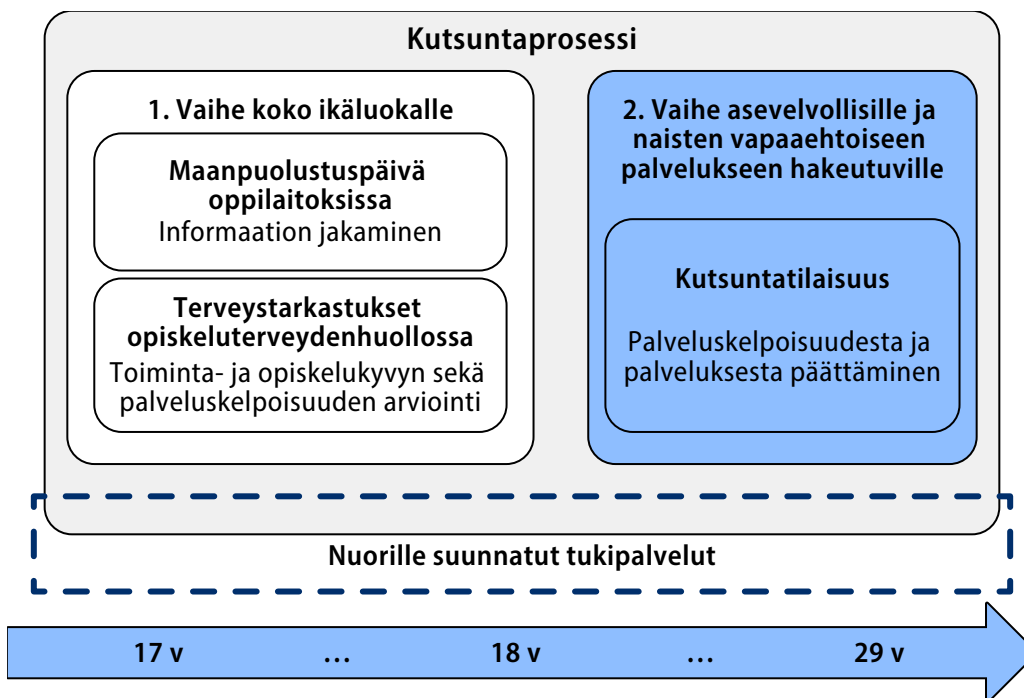 Kutsuntaprosessi
1. Vaihe koko ikäluokalle
Maanpuolustuspäivä
oppilaitoksissa
Informaation jakaminen
Terveystarkastukset
opiskeluterveydenhuollossa
Toiminta- ja opiskelukyvyn sekä
palveluskelpoisuuden arviointi
2. Vaihe asevelvollisille ja
naisten vapaaehtoiseen
palvelukseen hakeutuville
Kutsuntatilaisuus
Palveluskelpoisuudesta ja
palveluksesta päättäminen
Nuorille suunnatut tukipalvelut
17 v ... 18 v ... 29 v